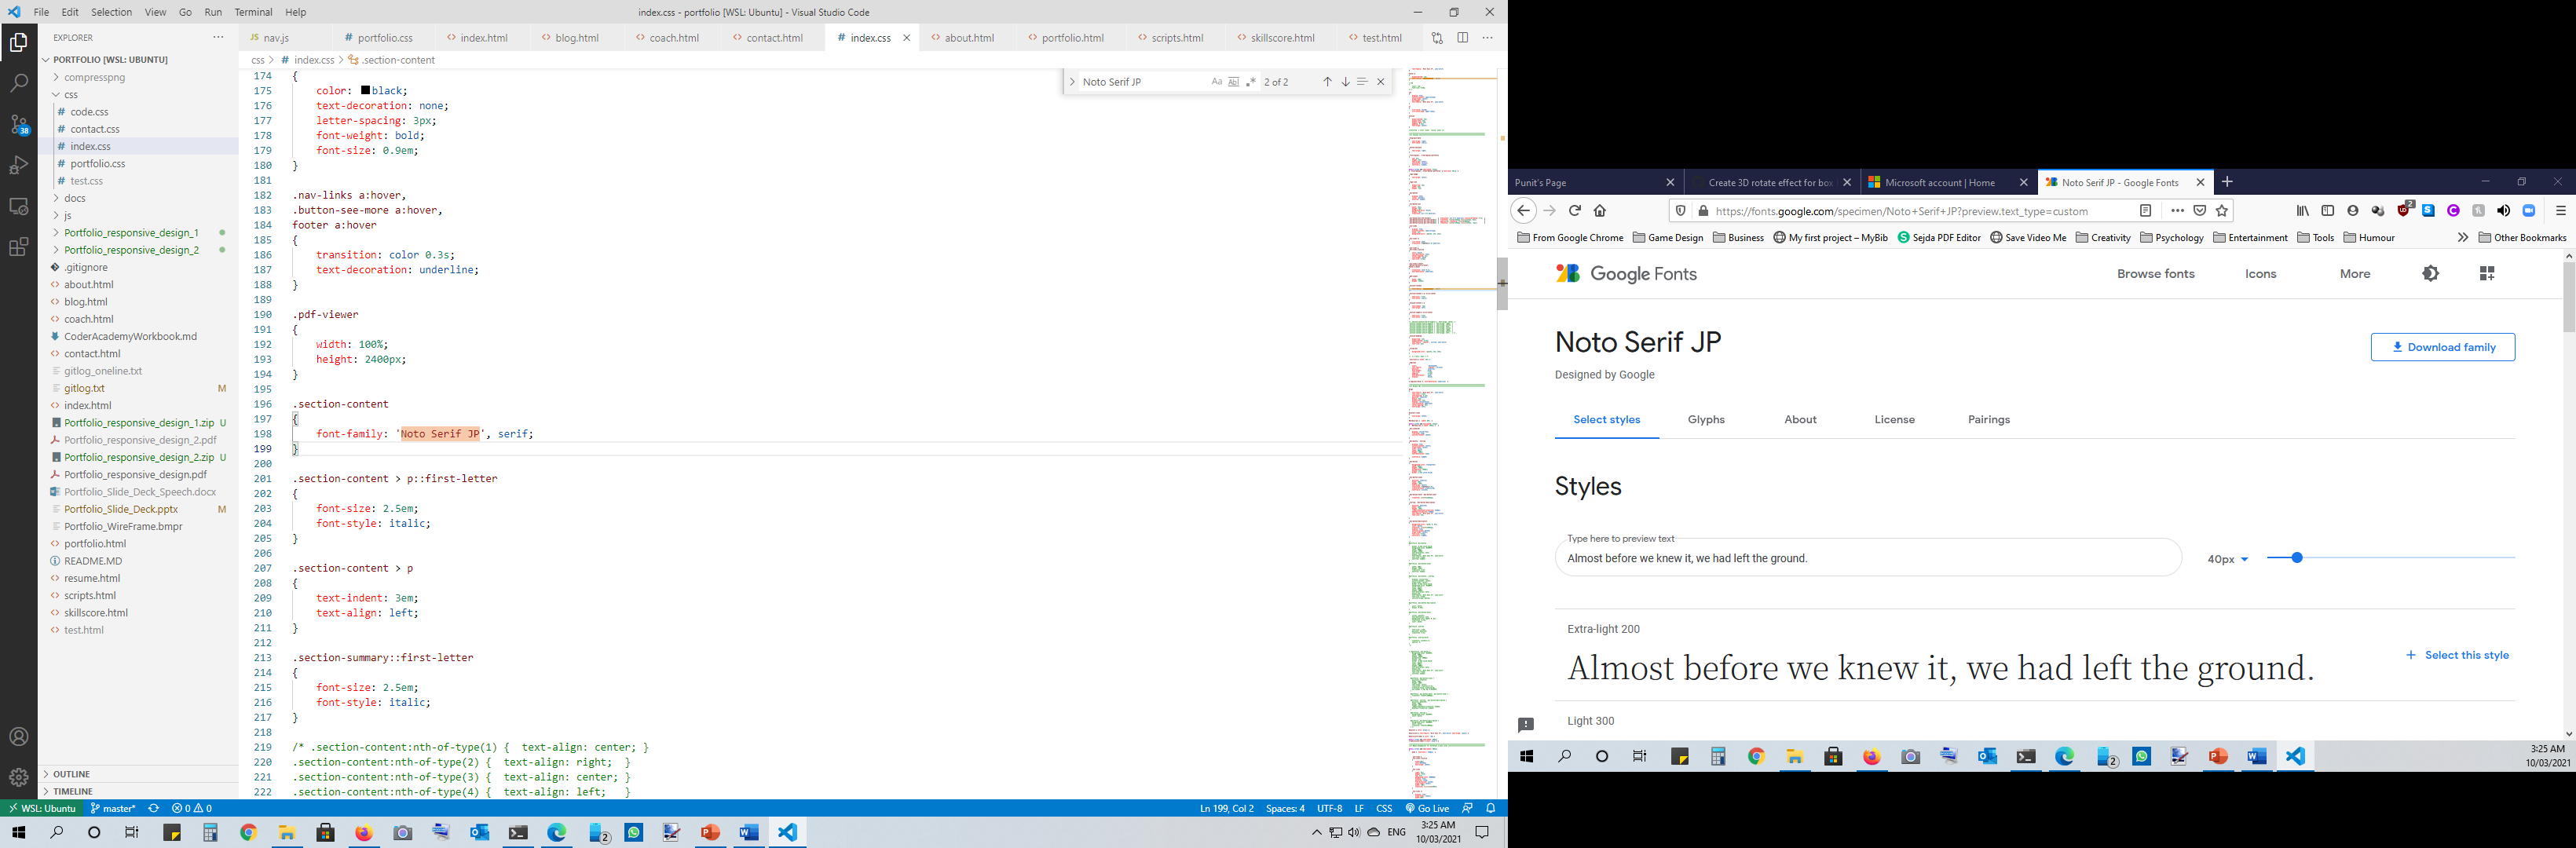 File Edit Selection View Go Run Terminal Help
index.css - portfolio [WSL: Ubuntu] - Visual Studio Code
EXPLORER
PORTFOLIO [WSL: UBUNTU]
compresspng
css
code.css
contact.css
index.css
portfolio.css
test.css
docs
js
Portfolio_responsive_design_1
Portfolio_responsive_design_2
.gitignore
about.html
blog.html
coach.html
CoderAcademyWorkbook.md
contact.html
gitlog_oneline.txt
gitlog.txt M
index.html
Portfolio_responsive_design_1.zip U
Portfolio_responsive_design_2.pdf
Portfolio_responsive_design_2.zip U
Portfolio_responsive_design.pdf
Portfolio_Slide_Deck_Speech.docx
Portfolio_Slide_Deck.pptx M
Portfolio_WireFrame.bmpr
portfolio.html
README.MD
resume.html
scripts.html
skillscore.html
test.html
OUTLINE
TIMELINE
38
JS nav.js # portfolio.css <> index.html <> blog.html <> coach.html <> contact.html # index.css <> about.html <> portfolio.html <> scripts.html <> skillscore.html <> test.html
css > # index.css > .section-content
Noto Serif JP Aa Abl .* 2 of 2
174 {
175 color: black;
176 text-decoration: none;
177 letter-spacing: 3px;
178 font-weight: bold;
179 font-size: 0.9em;
180 }
181
182 .nav-links a:hover,
183 .button-see-more a:hover,
184 footer a:hover
185 {
186 transition: color 0.3s;
187 text-decoration: underline;
188 }
189
190 .pdf-viewer
191 {
192 width: 100%;
193 height: 2400px;
194 }
195
196 .section-content
197 {
198 font-family: 'Noto Serif JP', serif;
199 }
200
201 .section-content > p::first-letter
202 {
203 font-size: 2.5em;
204 font-style: italic;
205 }
206
207 .section-content > p
208 {
209 text-indent: 3em;
210 text-align: left;
211 }
212
213 .section-summary::first-letter
214 {
215 font-size: 2.5em;
216 font-style: italic;
217 }
218
219 /* .section-content:nth-of-type(1) { text-align: center; }
220 .section-content:nth-of-type(2) { text-align: right; }
221 .section-content:nth-of-type(3) { text-align: center; }
222 .section-content:nth-of-type(4) { text-align: left; }
WSL: Ubuntu master* 0 0 Ln 199, Col 2 Spaces: 4 UTF-8 LF CSS Go Live
2 ENG 3:25 AM
10/03/2021
Punit's Page Create 3D rotate effect for box Microsoft account | Home Noto Serif JP - Google Fonts
https://fonts.google.com/specimen/Noto+Serif+JP?preview.text_type=custom 2
From Google Chrome Game Design Business My first project – MyBib Sejda PDF Editor Save Video Me Creativity Psychology Entertainment Tools Humour Other Bookmarks
Google Fonts Browse fonts Icons More
Noto Serif JP
Download family
Designed by Google
Select styles Glyphs About License Pairings
Styles
Type here to preview text
Almost before we knew it, we had left the ground. 40px
Extra-light 200
Almost before we knew it, we had left the ground.
Select this style
Light 300
2 3:25 AM
10/03/2021